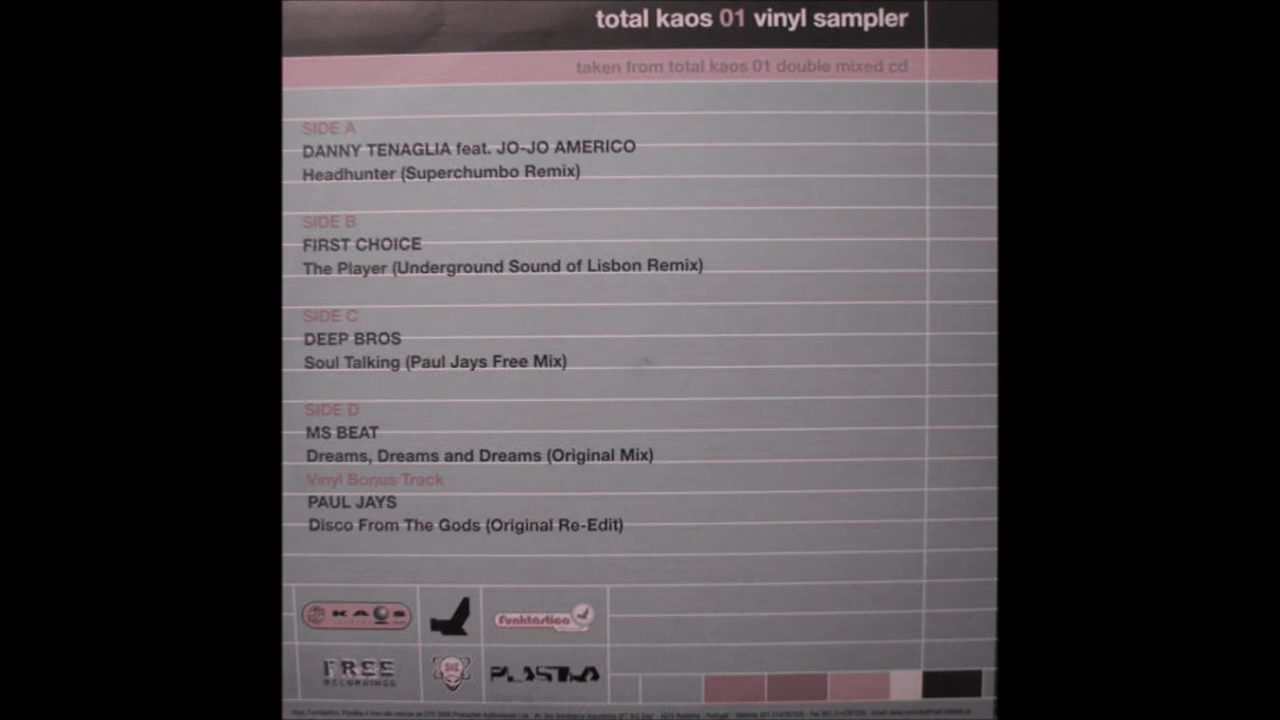 total kaos 01 vinyl sampler
taken from total kaos 01 double mixed cd
SIDE A
DANNY TENAGLIA feat. JO-JO AMERICO
Headhunter (Superchumbo Remix)
SIDE B
FIRST CHOICE
The Player (Underground Sound of Lisbon Remix)
SIDE C
DEEP BROS
Soul Talking (Paul Jays Free Mix)
SIDE D
MS BEAT
Dreams, Dreams and Dreams (Original Mix)
Vinyl Bonus Track
PAUL JAYS
Disco From The Gods (Original Re-Edit)
KAOS
funktástica
FREE
RECORDINGS
PLASTIKA